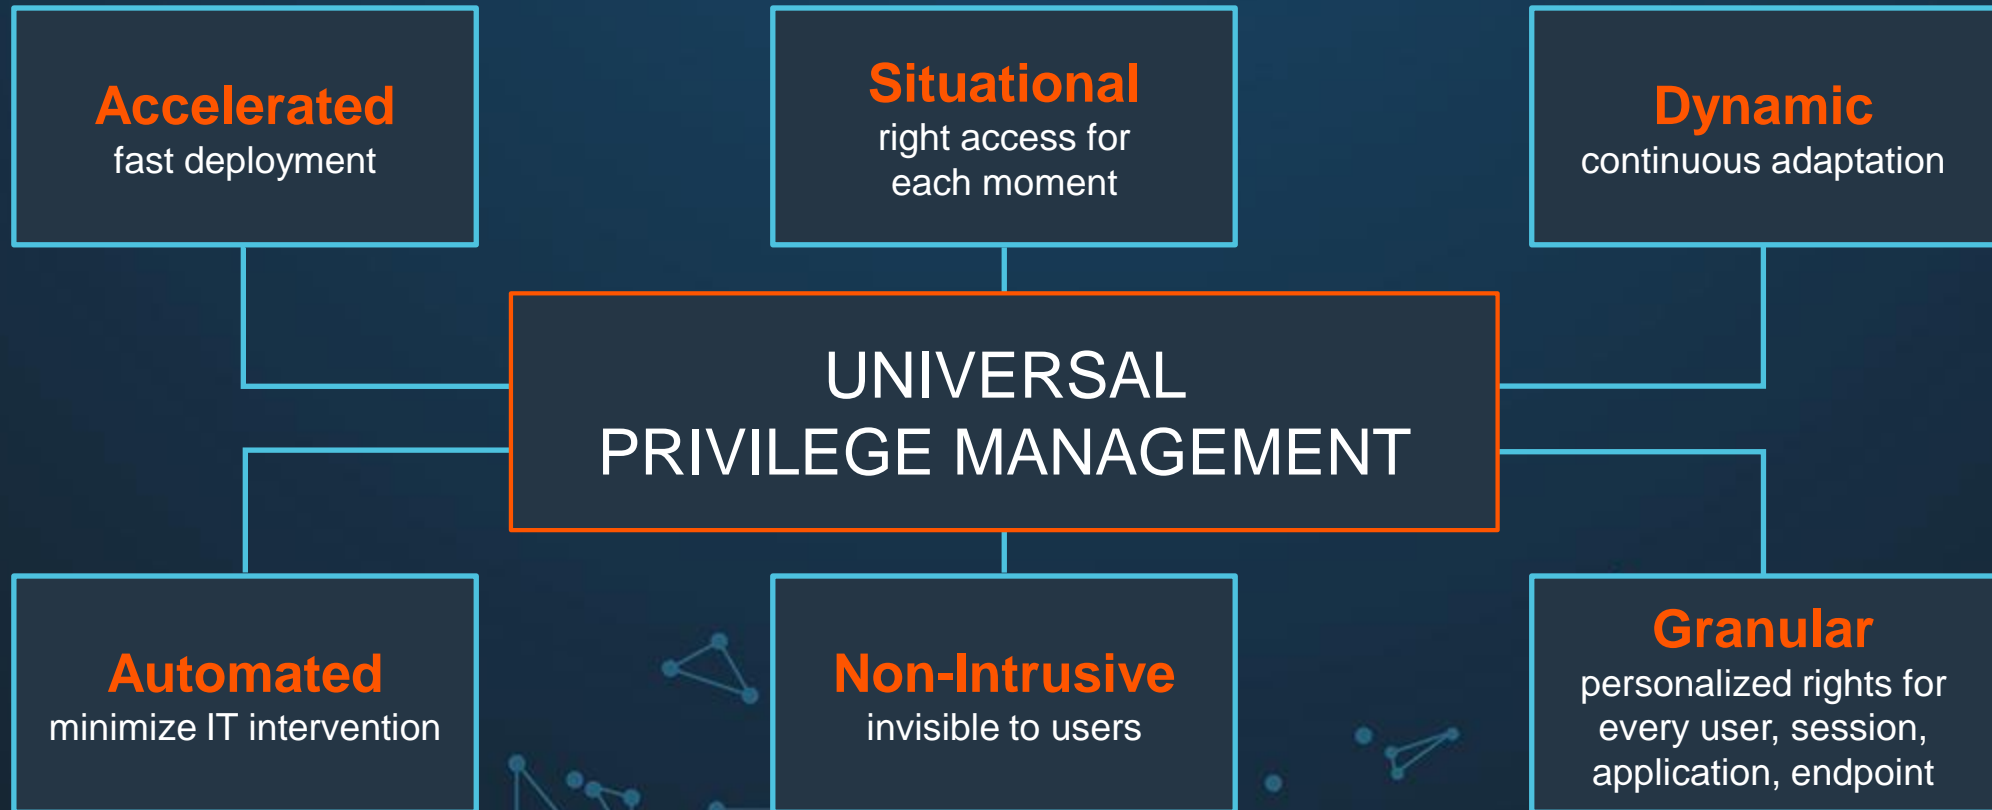 Accelerated
fast deployment
Situational
right access for
each moment
Dynamic
continuous adaptation
UNIVERSAL
PRIVILEGE MANAGEMENT
Automated
minimize IT intervention
Non-Intrusive
invisible to users
Granular
personalized rights for
every user, session,
application, endpoint